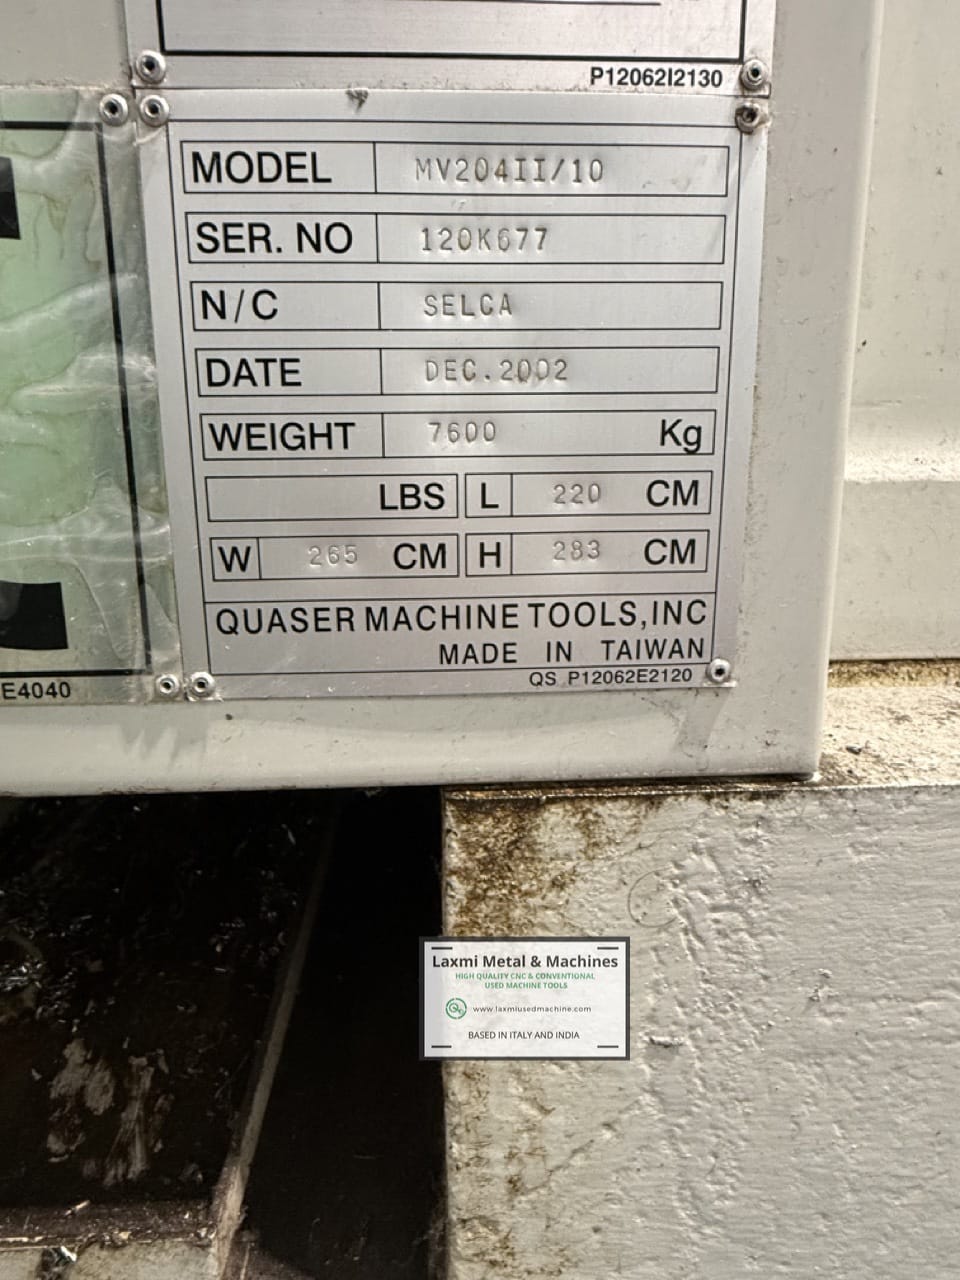 P12062I2130
MODEL MV204II/10
SER. NO 120K677
N/C SELCA
DATE DEC.2002
WEIGHT 7600 Kg
LBS L 220 CM
W 265 CM H 283 CM
QUASER MACHINE TOOLS,INC
MADE IN TAIWAN
QS P12062E2120
E4040
Laxmi Metal & Machines
HIGH QUALITY CNC & CONVENTIONAL
USED MACHINE TOOLS
www.laxmiusedmachine.com
BASED IN ITALY AND INDIA